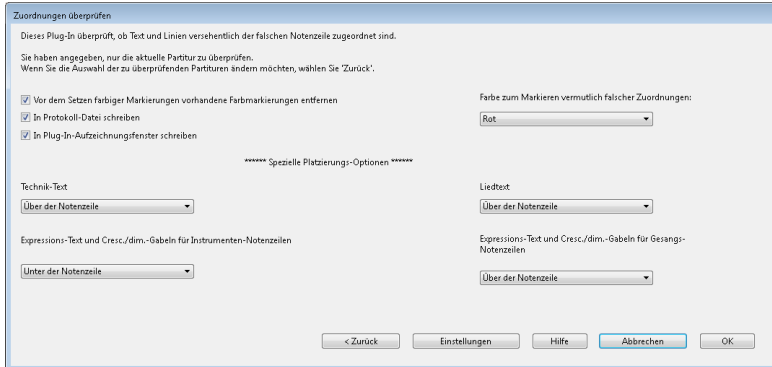 Zuordnungen überprüfen
Dieses Plug-In überprüft, ob Text und Linien versehentlich der falschen Notenzeile zugeordnet sind.
Sie haben angegeben, nur die aktuelle Partitur zu überprüfen.
Wenn Sie die Auswahl der zu überprüfenden Partituren ändern möchten, wählen Sie 'Zurück'.
Vor dem Setzen farbiger Markierungen vorhandene Farbmarkierungen entfernen
In Protokoll-Datei schreiben
In Plug-In-Aufzeichnungsfenster schreiben
Farbe zum Markieren vermutlich falscher Zuordnungen:
Rot
****** Spezielle Platzierungs-Optionen ******
Technik-Text
Über der Notenzeile
Liedtext
Über der Notenzeile
Expressions-Text und Cresc./dim.-Gabeln für Instrumenten-Notenzeilen
Unter der Notenzeile
Expressions-Text und Cresc./dim.-Gabeln für Gesangs-
Notenzeilen
Über der Notenzeile
< Zurück
Einstellungen
Hilfe
Abbrechen
OK